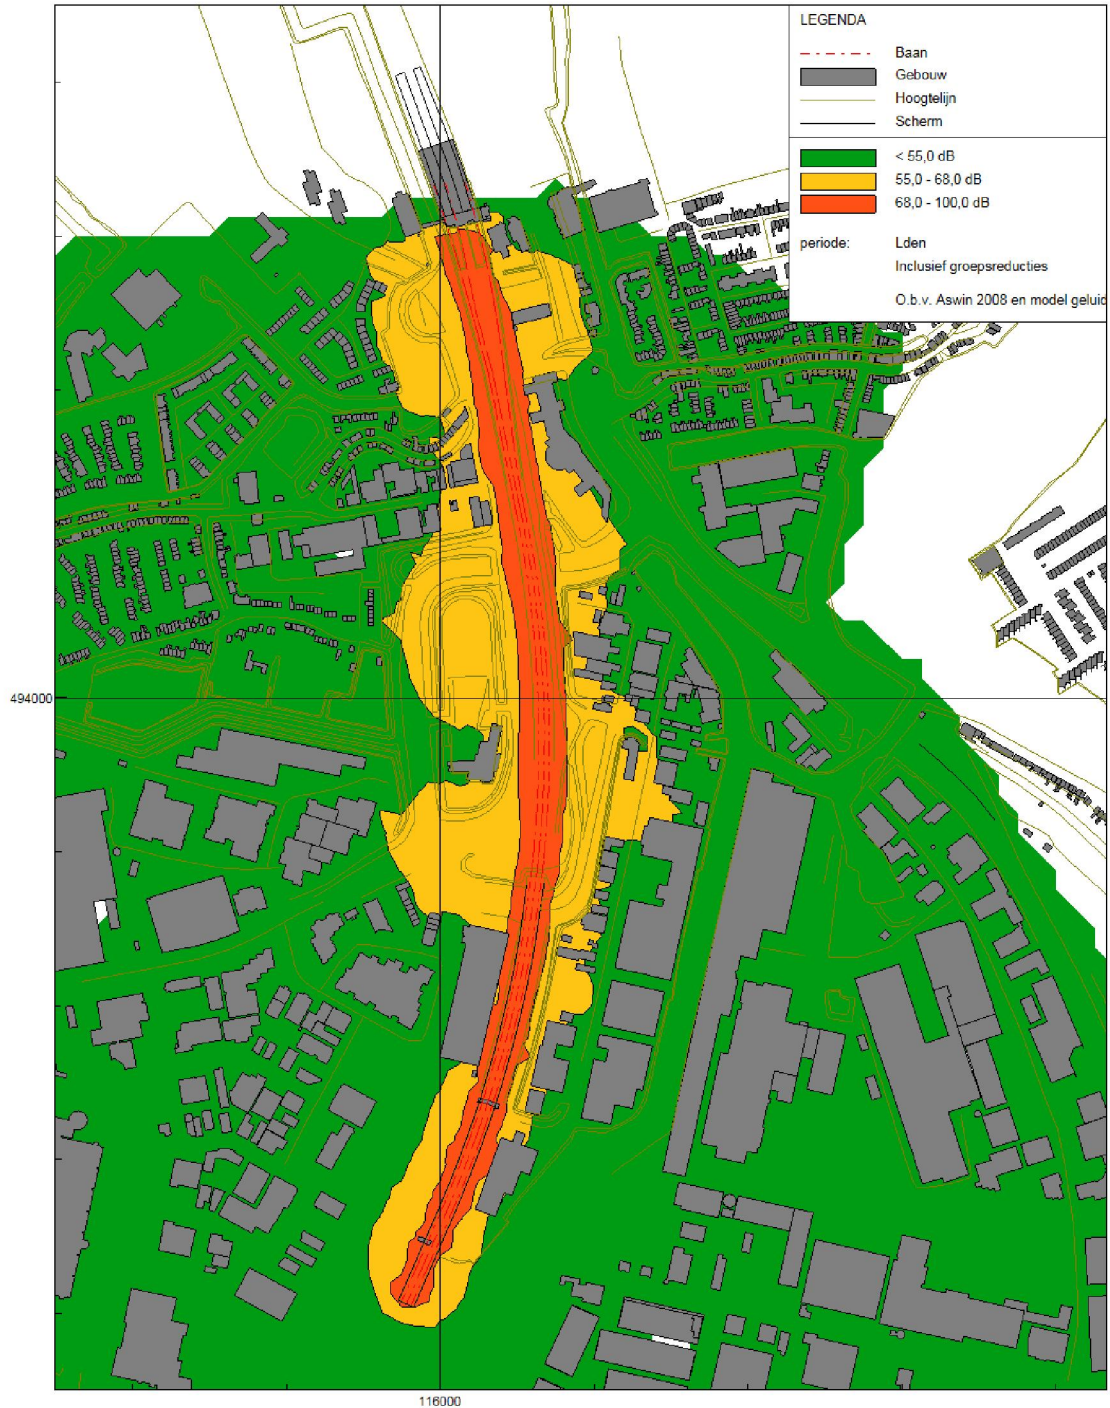 LEGENDA
Baan
Gebouw
Hoogtelijn
Scherm
< 55,0 dB
55,0 - 68,0 dB
68,0 - 100,0 dB
periode: Lden
Inclusief groepsreducties
O.b.v. Aswin 2008 en model geluid
494000
116000